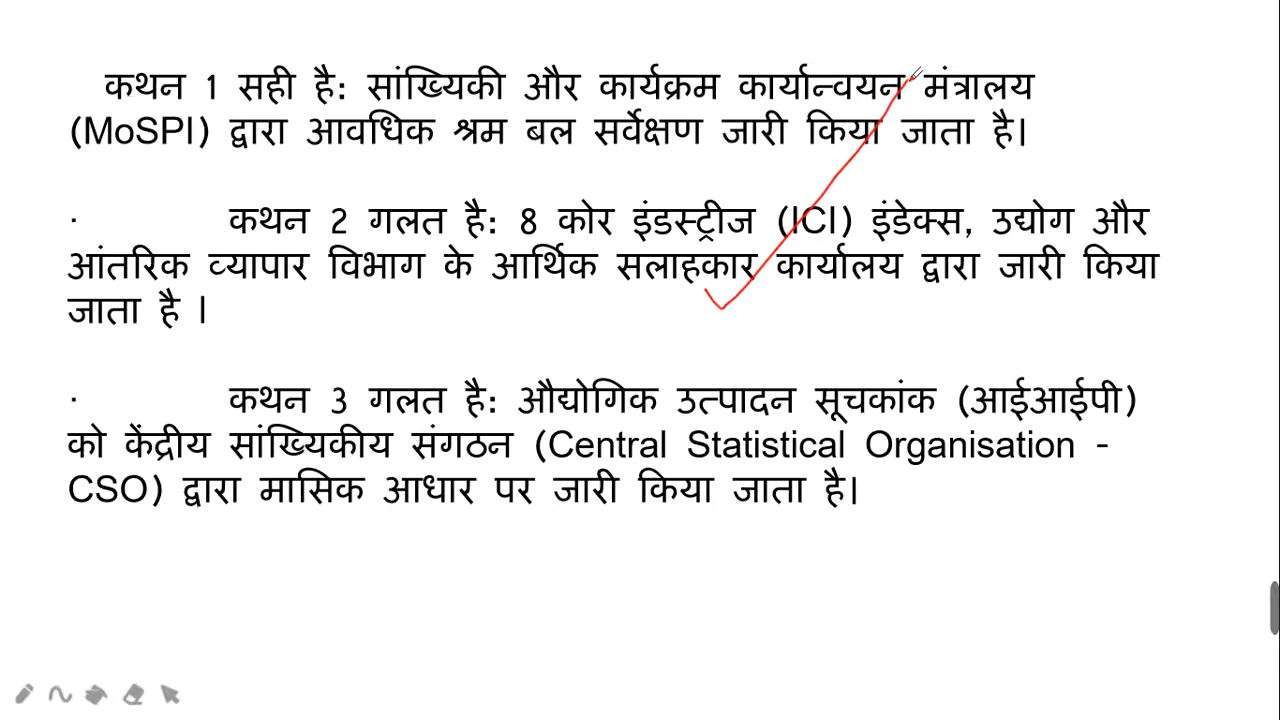 कथन 1 सही है: सांख्यिकी और कार्यक्रम कार्यान्वयन मंत्रालय
(MoSPI) द्वारा आवधिक श्रम बल सर्वेक्षण जारी किया जाता है।
· कथन 2 गलत है: 8 कोर इंडस्ट्रीज (ICI) इंडेक्स, उद्योग और
आंतरिक व्यापार विभाग के आर्थिक सलाहकार कार्यालय द्वारा जारी किया
जाता है ।
· कथन 3 गलत है: औद्योगिक उत्पादन सूचकांक (आईआईपी)
को केंद्रीय सांख्यिकीय संगठन (Central Statistical Organisation -
CSO) द्वारा मासिक आधार पर जारी किया जाता है।